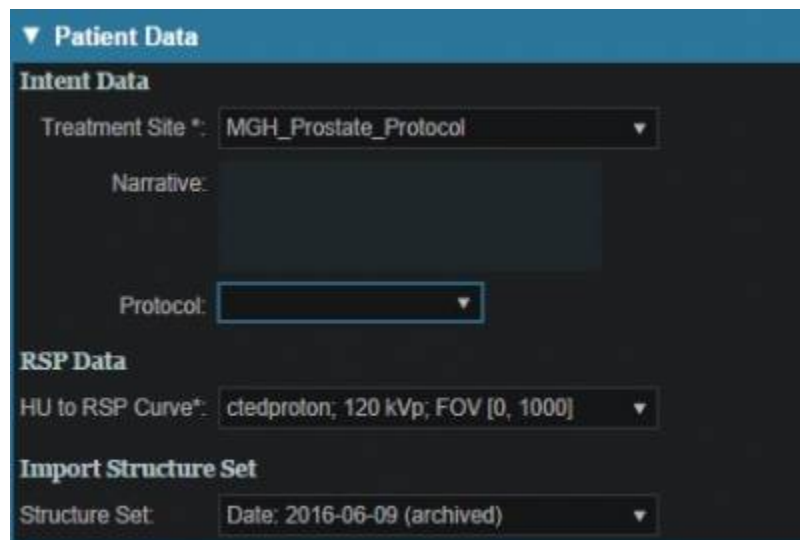 ▼ Patient Data
Intent Data
Treatment Site *: MGH_Prostate_Protocol
Narrative:
Protocol:
RSP Data
HU to RSP Curve*: ctedproton; 120 kVp; FOV [0, 1000]
Import Structure Set
Structure Set: Date: 2016-06-09 (archived)